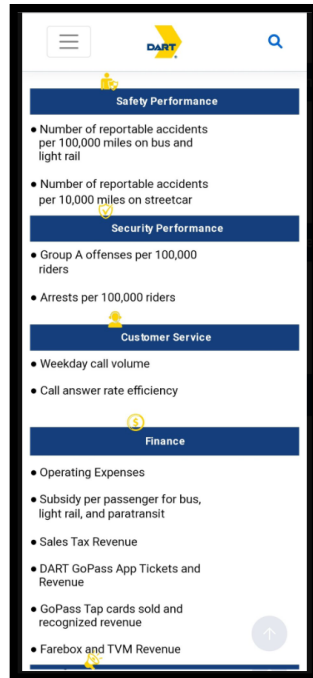 DART
Safety Performance
● Number of reportable accidents
per 100,000 miles on bus and
light rail
● Number of reportable accidents
per 10,000 miles on streetcar
Security Performance
● Group A offenses per 100,000
riders
● Arrests per 100,000 riders
Customer Service
● Weekday call volume
● Call answer rate efficiency
Finance
● Operating Expenses
● Subsidy per passenger for bus,
light rail, and paratransit
● Sales Tax Revenue
● DART GoPass App Tickets and
Revenue
● GoPass Tap cards sold and
recognized revenue
● Farebox and TVM Revenue